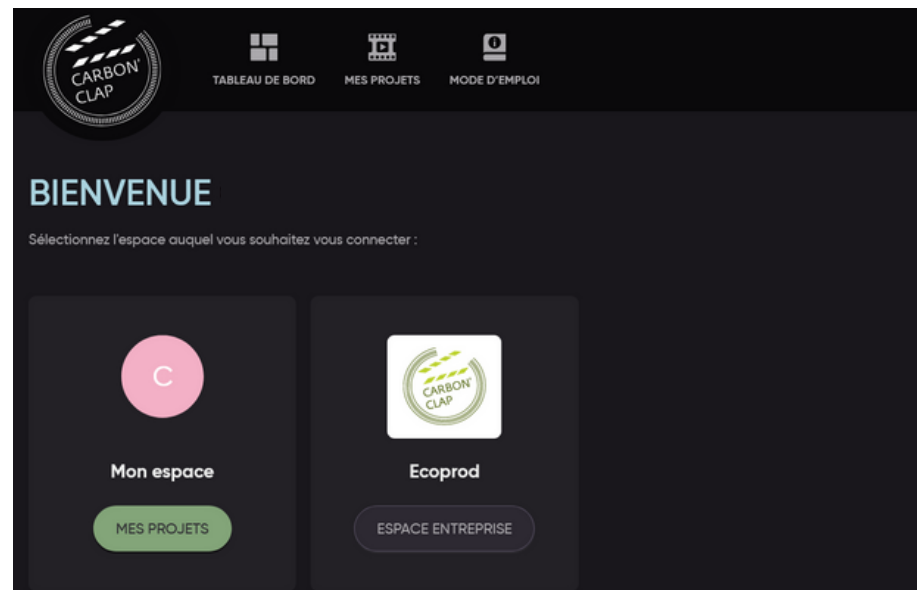 CARBON'
CLAP
TABLEAU DE BORD
MES PROJETS
MODE D'EMPLOI
BIENVENUE
Sélectionnez l'espace auquel vous souhaitez vous connecter :
C
CARBON'
CLAP
Mon espace
Ecoprod
MES PROJETS
ESPACE ENTREPRISE